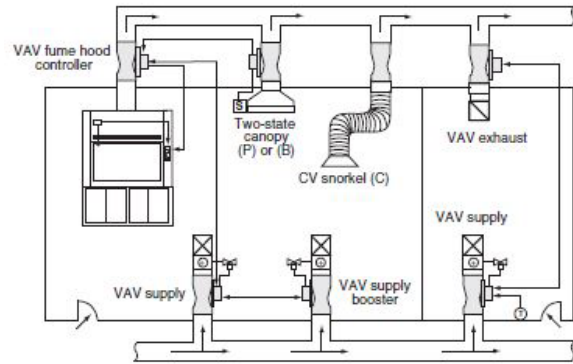 VAV fume hood
controller
S
Two-state
canopy
(P) or (B)
CV snorkel (C)
VAV exhaust
VAV supply
VAV supply
VAV supply
booster
T